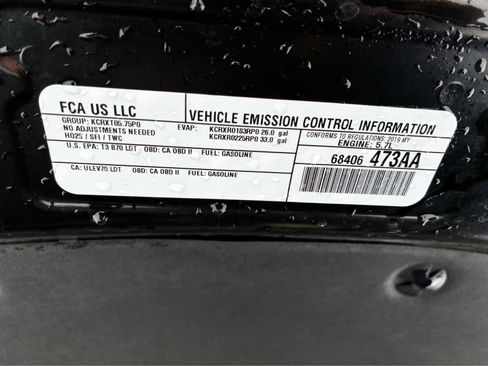 FCA US LLC
VEHICLE EMISSION CONTROL INFORMATION
GROUP: KCRXT05.75P0
NO ADJUSTMENTS NEEDED
HO2S / SFI / TWC
EVAP: KCRXR0183RP0 26.0 gal
KCRXR0225RP0 33.0 gal
CONFORMS TO REGULATIONS: 2019 MY
ENGINE: 5.7L
U.S. EPA: T3 B70 LDT OBD: CA OBD II FUEL: GASOLINE
68406 473AA
CA: ULEV70 LDT OBD: CA OBD II FUEL: GASOLINE